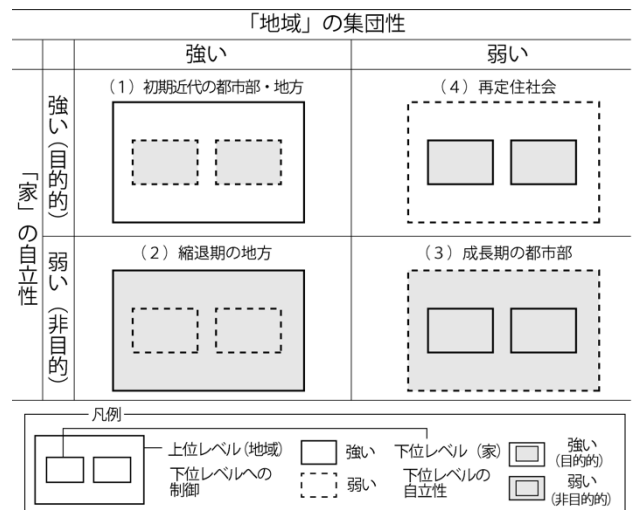 「地域」の集団性
強い
弱い
「家」の自立性
強い(目的的)
(1)初期近代の都市部・地方
(4)再定住社会
弱い(非目的的)
(2)縮退期の地方
(3)成長期の都市部
凡例
上位レベル(地域)
下位レベルへの
制御
強い
弱い
下位レベル(家)
下位レベルの
自立性
強い
(目的的)
弱い
(非目的的)